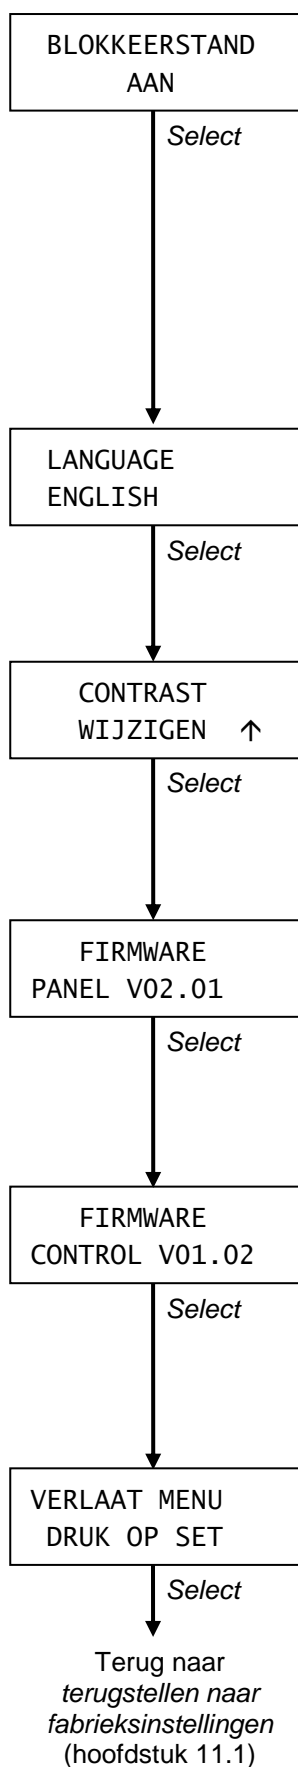 BLOKKEERSTAND
AAN
Select
LANGUAGE
ENGLISH
Select
CONTRAST
WIJZIGEN ↑
Select
FIRMWARE
PANEL V02.01
Select
FIRMWARE
CONTROL V01.02
Select
VERLAAT MENU
DRUK OP SET
Select
Terug naar
terugstellen naar
fabrieksinstellingen
(hoofdstuk 11.1)